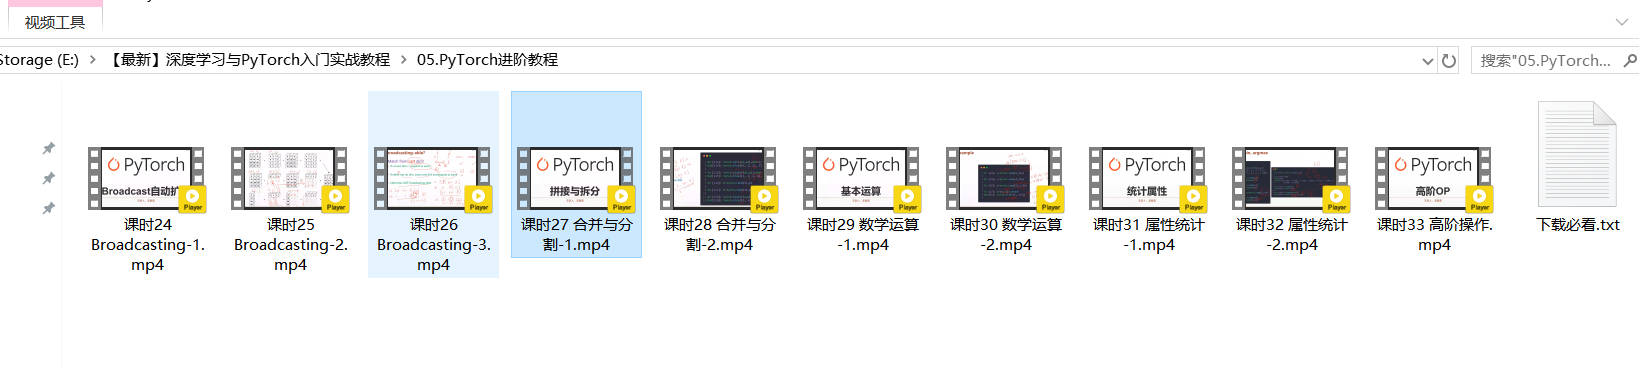 视频工具
Storage (E:) > 【最新】深度学习与PyTorch入门实战教程 > 05.PyTorch进阶教程
搜索"05.PyTorch...
PyTorch
Broadcast自动扩
Player
Player
Player
PyTorch
拼接与拆分
Player
Player
PyTorch
基本运算
Player
Player
PyTorch
统计属性
Player
Player
PyTorch
高阶OP
Player
课时24
Broadcasting-1.
mp4
课时25
Broadcasting-2.
mp4
课时26
Broadcasting-3.
mp4
课时27 合并与分
割-1.mp4
课时28 合并与分
割-2.mp4
课时29 数学运算
-1.mp4
课时30 数学运算
-2.mp4
课时31 属性统计
-1.mp4
课时32 属性统计
-2.mp4
课时33 高阶操作.
mp4
下载必看.txt